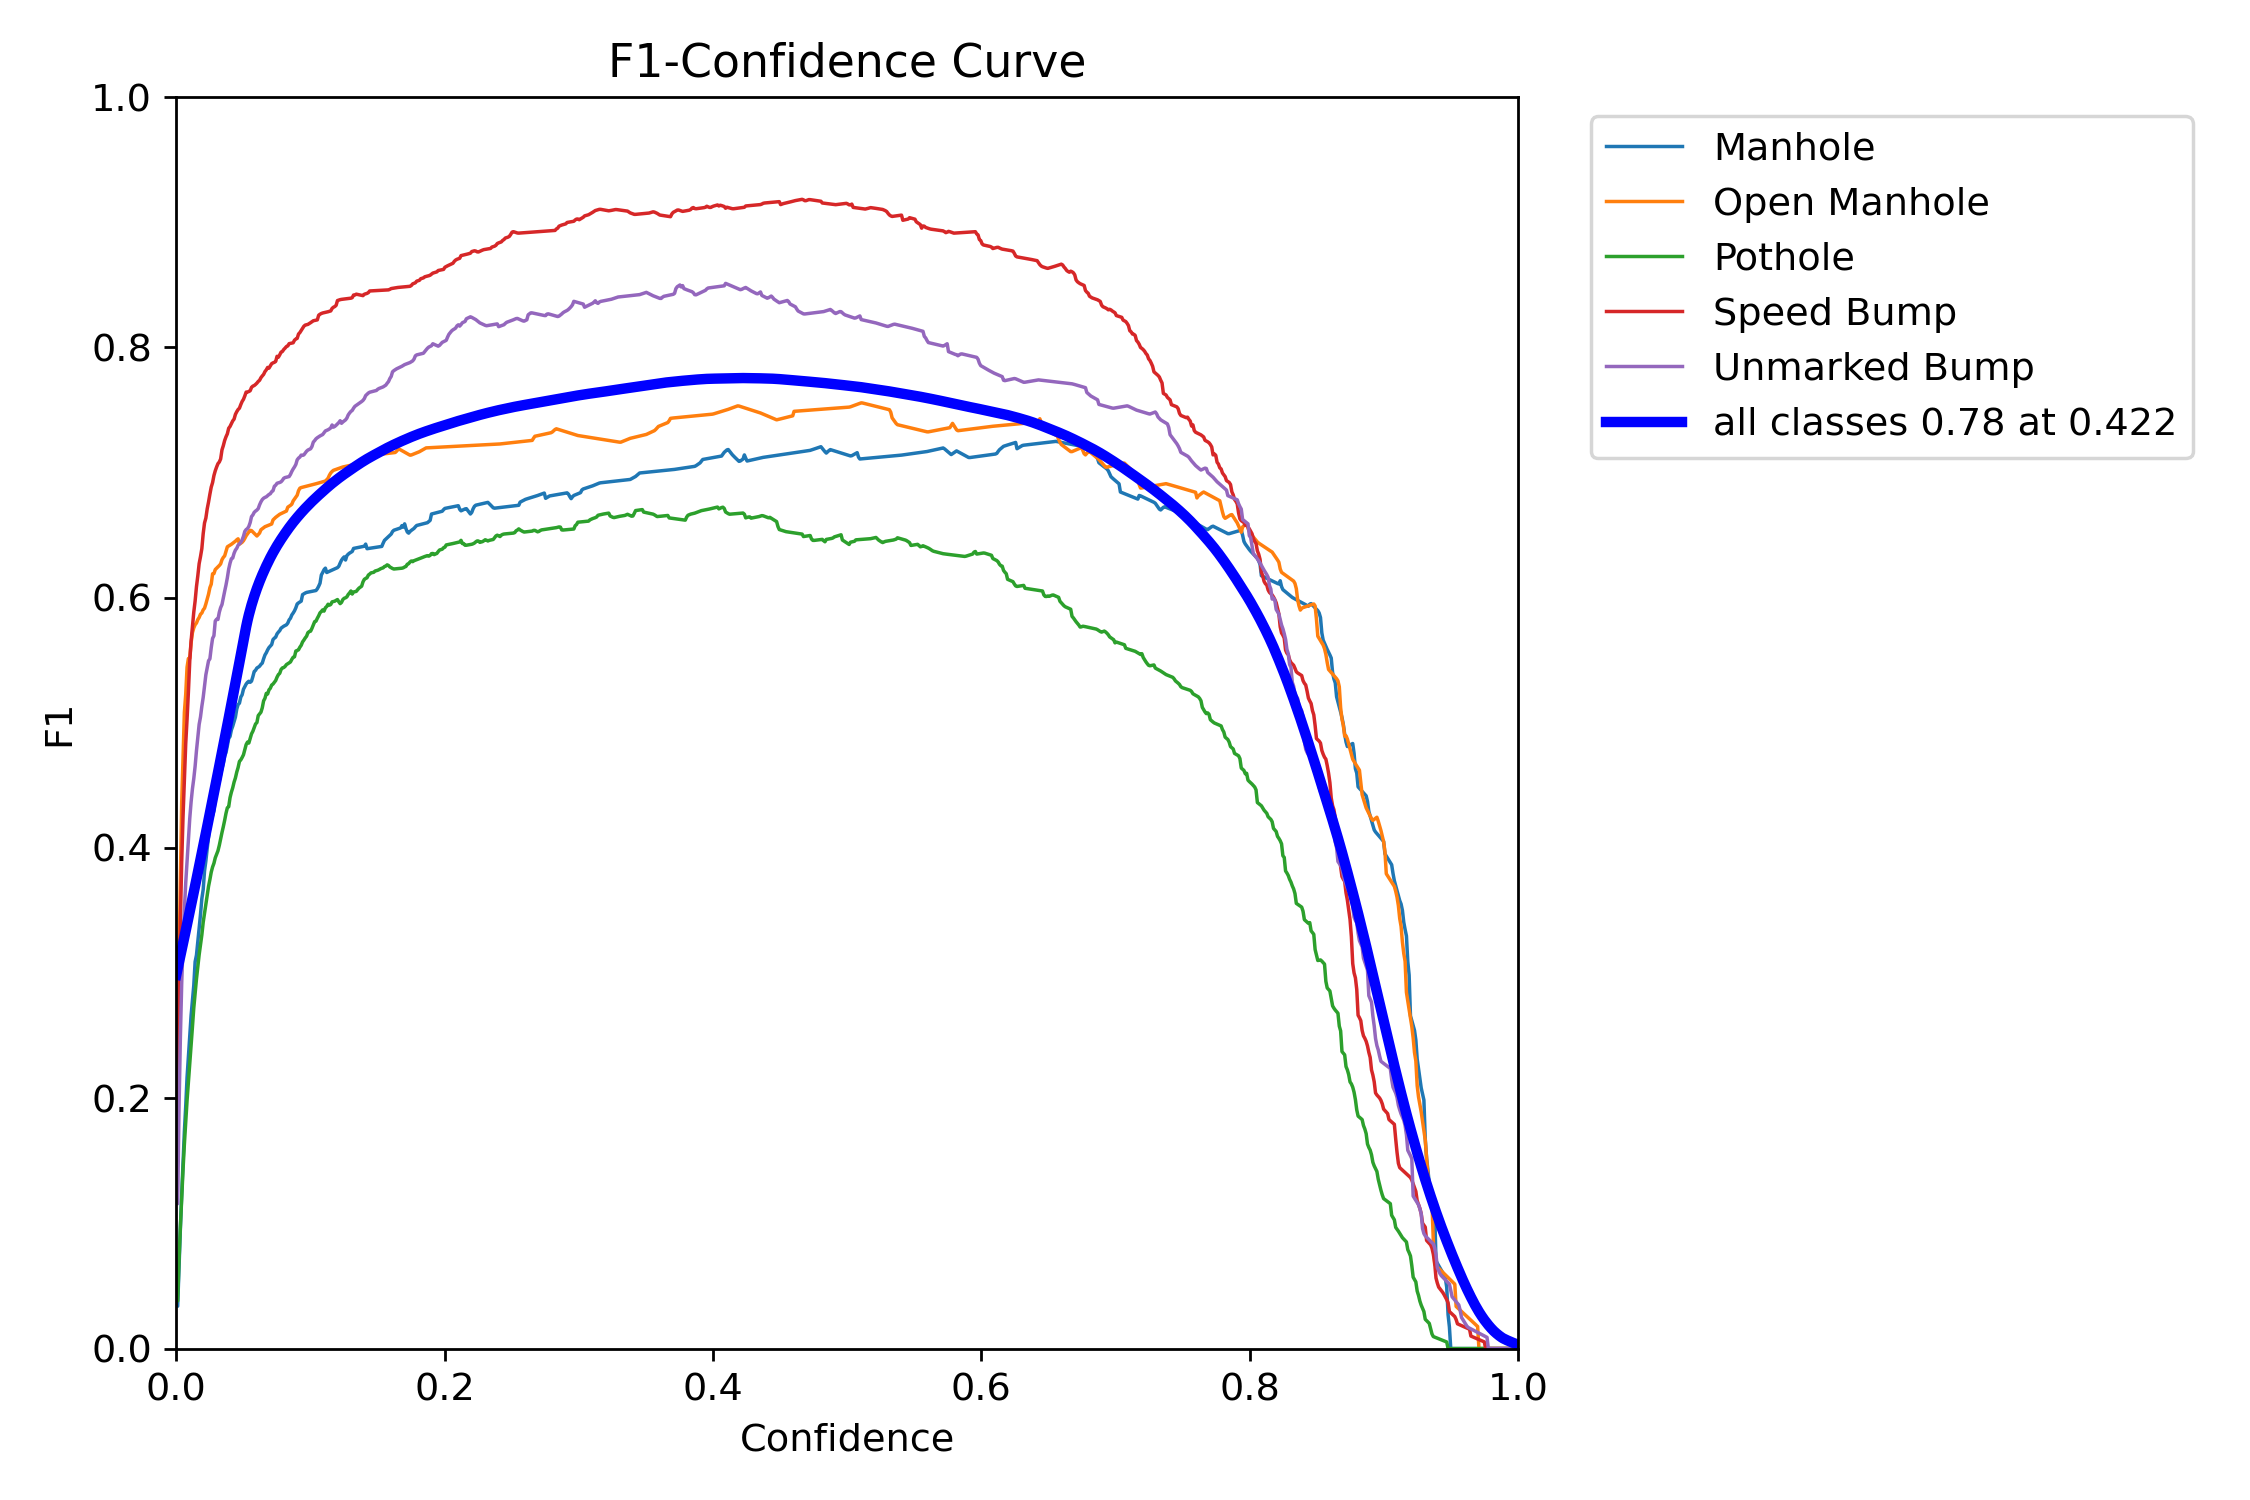 F1-Confidence Curve
1.0
0.8
0.6
0.4
0.2
0.0
F1
0.0 0.2 0.4 0.6 0.8 1.0
Confidence
Manhole
Open Manhole
Pothole
Speed Bump
Unmarked Bump
all classes 0.78 at 0.422